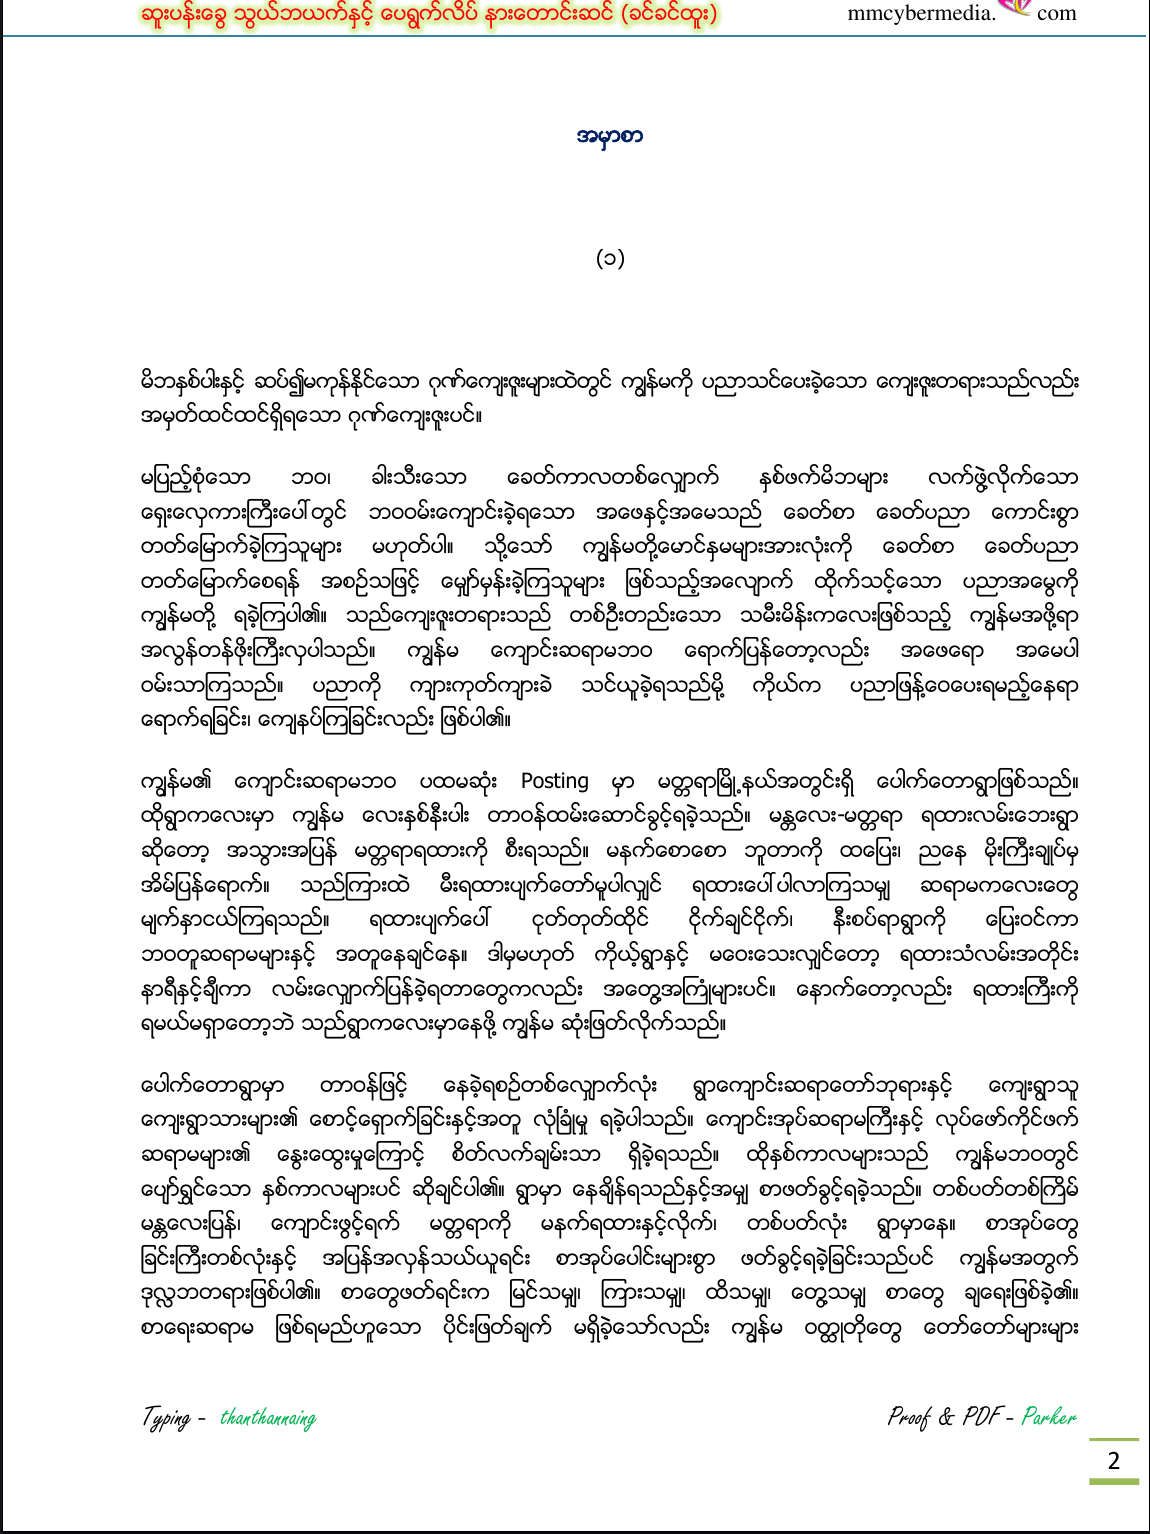 ဆူးပန်းခွေ သွယ်ဘယက်နှင့် ပေရွက်လိပ် နားတောင်းဆင် (ခင်ခင်ထူး) mmcybermedia. com
အမှာစာ
(၁)
မိဘနှစ်ပါးနှင့် ဆပ်၍မကုန်နိုင်သော ဂုဏ်ကျေးဇူးများထဲတွင် ကျွန်မကို ပညာသင်ပေးခဲ့သော ကျေးဇူးတရားသည်လည်း
အမှတ်ထင်ထင်ရှိရသော ဂုဏ်ကျေးဇူးပင်။
မပြည့်စုံသော ဘဝ၊ ခါးသီးသော ခေတ်ကာလတစ်လျှောက် နှစ်ဖက်မိဘများ လက်ဖွဲ့လိုက်သော
ရှေးလှေကားကြီးပေါ်တွင် ဘဝဝမ်းကျောင်းခဲ့ရသော အဖေနှင့်အမေသည် ခေတ်စာ ခေတ်ပညာ ကောင်းစွာ
တတ်မြောက်ခဲ့ကြသူများ မဟုတ်ပါ။ သို့သော် ကျွန်မတို့မောင်နှမများအားလုံးကို ခေတ်စာ ခေတ်ပညာ
တတ်မြောက်စေရန် အစဉ်သဖြင့် မျှော်မှန်းခဲ့ကြသူများ ဖြစ်သည့်အလျောက် ထိုက်သင့်သော ပညာအမွေကို
ကျွန်မတို့ ရခဲ့ကြပါ၏။ သည်ကျေးဇူးတရားသည် တစ်ဦးတည်းသော သမီးမိန်းကလေးဖြစ်သည့် ကျွန်မအဖို့ရာ
အလွန်တန်ဖိုးကြီးလှပါသည်။ ကျွန်မ ကျောင်းဆရာမဘဝ ရောက်ပြန်တော့လည်း အဖေရော အမေပါ
ဝမ်းသာကြသည်။ ပညာကို ကျားကုတ်ကျားခဲ သင်ယူခဲ့ရသည်မို့ ကိုယ်က ပညာဖြန့်ဝေပေးရမည့်နေရာ
ရောက်ရခြင်း၊ ကျေနပ်ကြခြင်းလည်း ဖြစ်ပါ၏။
ကျွန်မ၏ ကျောင်းဆရာမဘဝ ပထမဆုံး Posting မှာ မတ္တရာမြို့နယ်အတွင်းရှိ ပေါက်တောရွာဖြစ်သည်။
ထိုရွာကလေးမှာ ကျွန်မ လေးနှစ်နီးပါး တာဝန်ထမ်းဆောင်ခွင့်ရခဲ့သည်။ မန္တလေး-မတ္တရာ ရထားလမ်းဘေးရွာ
ဆိုတော့ အသွားအပြန် မတ္တရာရထားကို စီးရသည်။ မနက်စောစော ဘူတာကို ထပြေး၊ ညနေ မိုးကြီးချုပ်မှ
အိမ်ပြန်ရောက်။ သည်ကြားထဲ မီးရထားပျက်တော်မူပါလျှင် ရထားပေါ်ပါလာကြသမျှ ဆရာမကလေးတွေ
မျက်နှာငယ်ကြရသည်။ ရထားပျက်ပေါ် ငုတ်တုတ်ထိုင် ငိုက်ချင်ငိုက်၊ နီးစပ်ရာရွာကို ပြေးဝင်ကာ
ဘဝတူဆရာမများနှင့် အတူနေချင်နေ။ ဒါမှမဟုတ် ကိုယ့်ရွာနှင့် မဝေးသေးလျှင်တော့ ရထားသံလမ်းအတိုင်း
နာရီနှင့်ချီကာ လမ်းလျှောက်ပြန်ခဲ့ရတာတွေကလည်း အတွေ့အကြုံများပင်။ နောက်တော့လည်း ရထားကြီးကို
ရမယ်မရှာတော့ဘဲ သည်ရွာကလေးမှာနေဖို့ ကျွန်မ ဆုံးဖြတ်လိုက်သည်။
ပေါက်တောရွာမှာ တာဝန်ဖြင့် နေခဲ့ရစဉ်တစ်လျှောက်လုံး ရွာကျောင်းဆရာတော်ဘုရားနှင့် ကျေးရွာသူ
ကျေးရွာသားများ၏ စောင့်ရှောက်ခြင်းနှင့်အတူ လုံခြုံမှု ရခဲ့ပါသည်။ ကျောင်းအုပ်ဆရာမကြီးနှင့် လုပ်ဖော်ကိုင်ဖက်
ဆရာမများ၏ နွေးထွေးမှုကြောင့် စိတ်လက်ချမ်းသာ ရှိခဲ့ရသည်။ ထိုနှစ်ကာလများသည် ကျွန်မဘဝတွင်
ပျော်ရွှင်သော နှစ်ကာလများပင် ဆိုချင်ပါ၏။ ရွာမှာ နေချိန်ရသည်နှင့်အမျှ စာဖတ်ခွင့်ရခဲ့သည်။ တစ်ပတ်တစ်ကြိမ်
မန္တလေးပြန်၊ ကျောင်းဖွင့်ရက် မတ္တရာကို မနက်ရထားနှင့်လိုက်၊ တစ်ပတ်လုံး ရွာမှာနေ။ စာအုပ်တွေ
ခြင်းကြီးတစ်လုံးနှင့် အပြန်အလှန်သယ်ယူရင်း စာအုပ်ပေါင်းများစွာ ဖတ်ခွင့်ရခဲ့ခြင်းသည်ပင် ကျွန်မအတွက်
ဒုလ္လဘတရားဖြစ်ပါ၏။ စာတွေဖတ်ရင်းက မြင်သမျှ၊ ကြားသမျှ၊ ထိသမျှ၊ တွေ့သမျှ စာတွေ ချရေးဖြစ်ခဲ့၏။
စာရေးဆရာမ ဖြစ်ရမည်ဟူသော ပိုင်းဖြတ်ချက် မရှိခဲ့သော်လည်း ကျွန်မ ဝတ္ထုတိုတွေ တော်တော်များများ
Typing - thanthannaing Proof & PDF - Parker
2